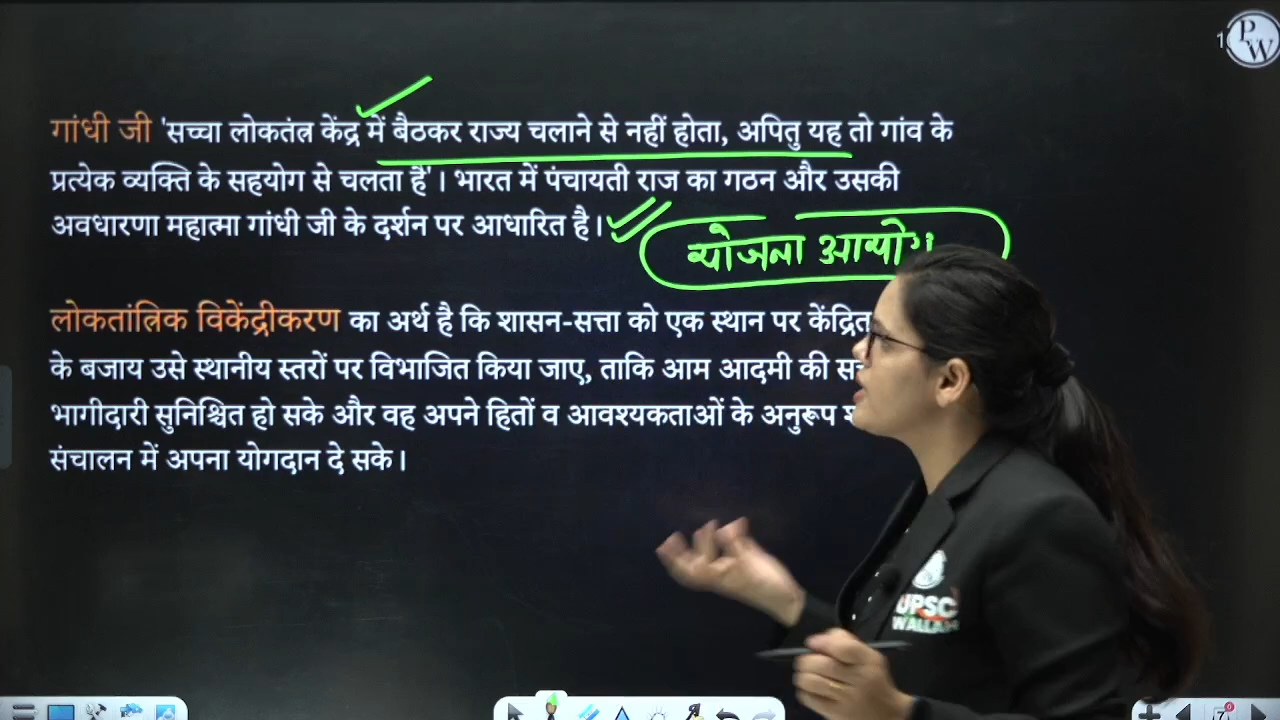 गांधी जी 'सच्चा लोकतंत्र केंद्र में बैठकर राज्य चलाने से नहीं होता, अपितु यह तो गांव के
प्रत्येक व्यक्ति के सहयोग से चलता है'। भारत में पंचायती राज का गठन और उसकी
अवधारणा महात्मा गांधी जी के दर्शन पर आधारित है।
योजना आयोग
लोकतांत्रिक विकेंद्रीकरण का अर्थ है कि शासन-सत्ता को एक स्थान पर केंद्रित
के बजाय उसे स्थानीय स्तरों पर विभाजित किया जाए, ताकि आम आदमी की
भागीदारी सुनिश्चित हो सके और वह अपने हितों व आवश्यकताओं के अनुरूप
संचालन में अपना योगदान दे सके।
1
PW
UPSC
WALLAH